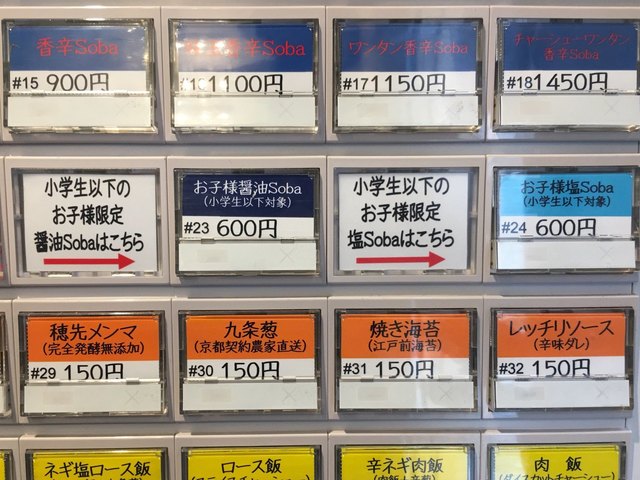 香辛Soba
#15 900円
香辛Soba
1100円
ワンタン香辛Soba
#17 1150円
チャーシューワンタン
香辛Soba
#18 1450円
小学生以下の
お子様限定
醤油Sobaはこちら
お子様醤油Soba
(小学生以下対象)
#23 600円
小学生以下の
お子様限定
塩Sobaはこちら
お子様塩Soba
(小学生以下対象)
#24 600円
穂先メンマ
(完全発酵無添加)
#29 150円
九条葱
(京都契約農家直送)
#30 150円
焼き海苔
(江戸前海苔)
#31 150円
レッチリソース
(辛味ダレ)
#32 150円
ネギ塩ロース飯
ロース飯
辛ネギ肉飯
肉飯